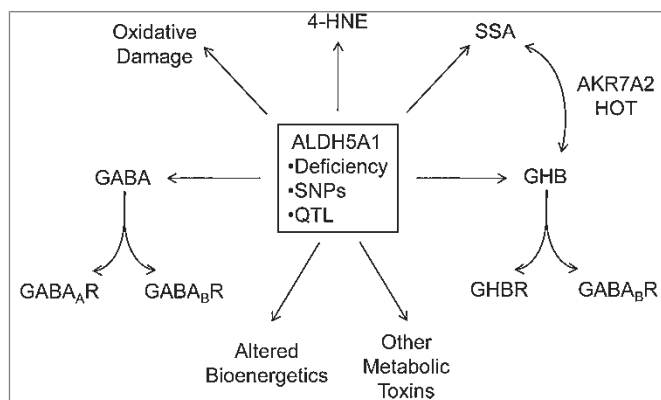 4-HNE
Oxidative
Damage
SSA
AKR7A2
HOT
ALDH5A1
•Deficiency
•SNPs
•QTL
GABA
GHB
GABAAR
GABABR
GHBR
GABABR
Altered
Bioenergetics
Other
Metabolic
Toxins